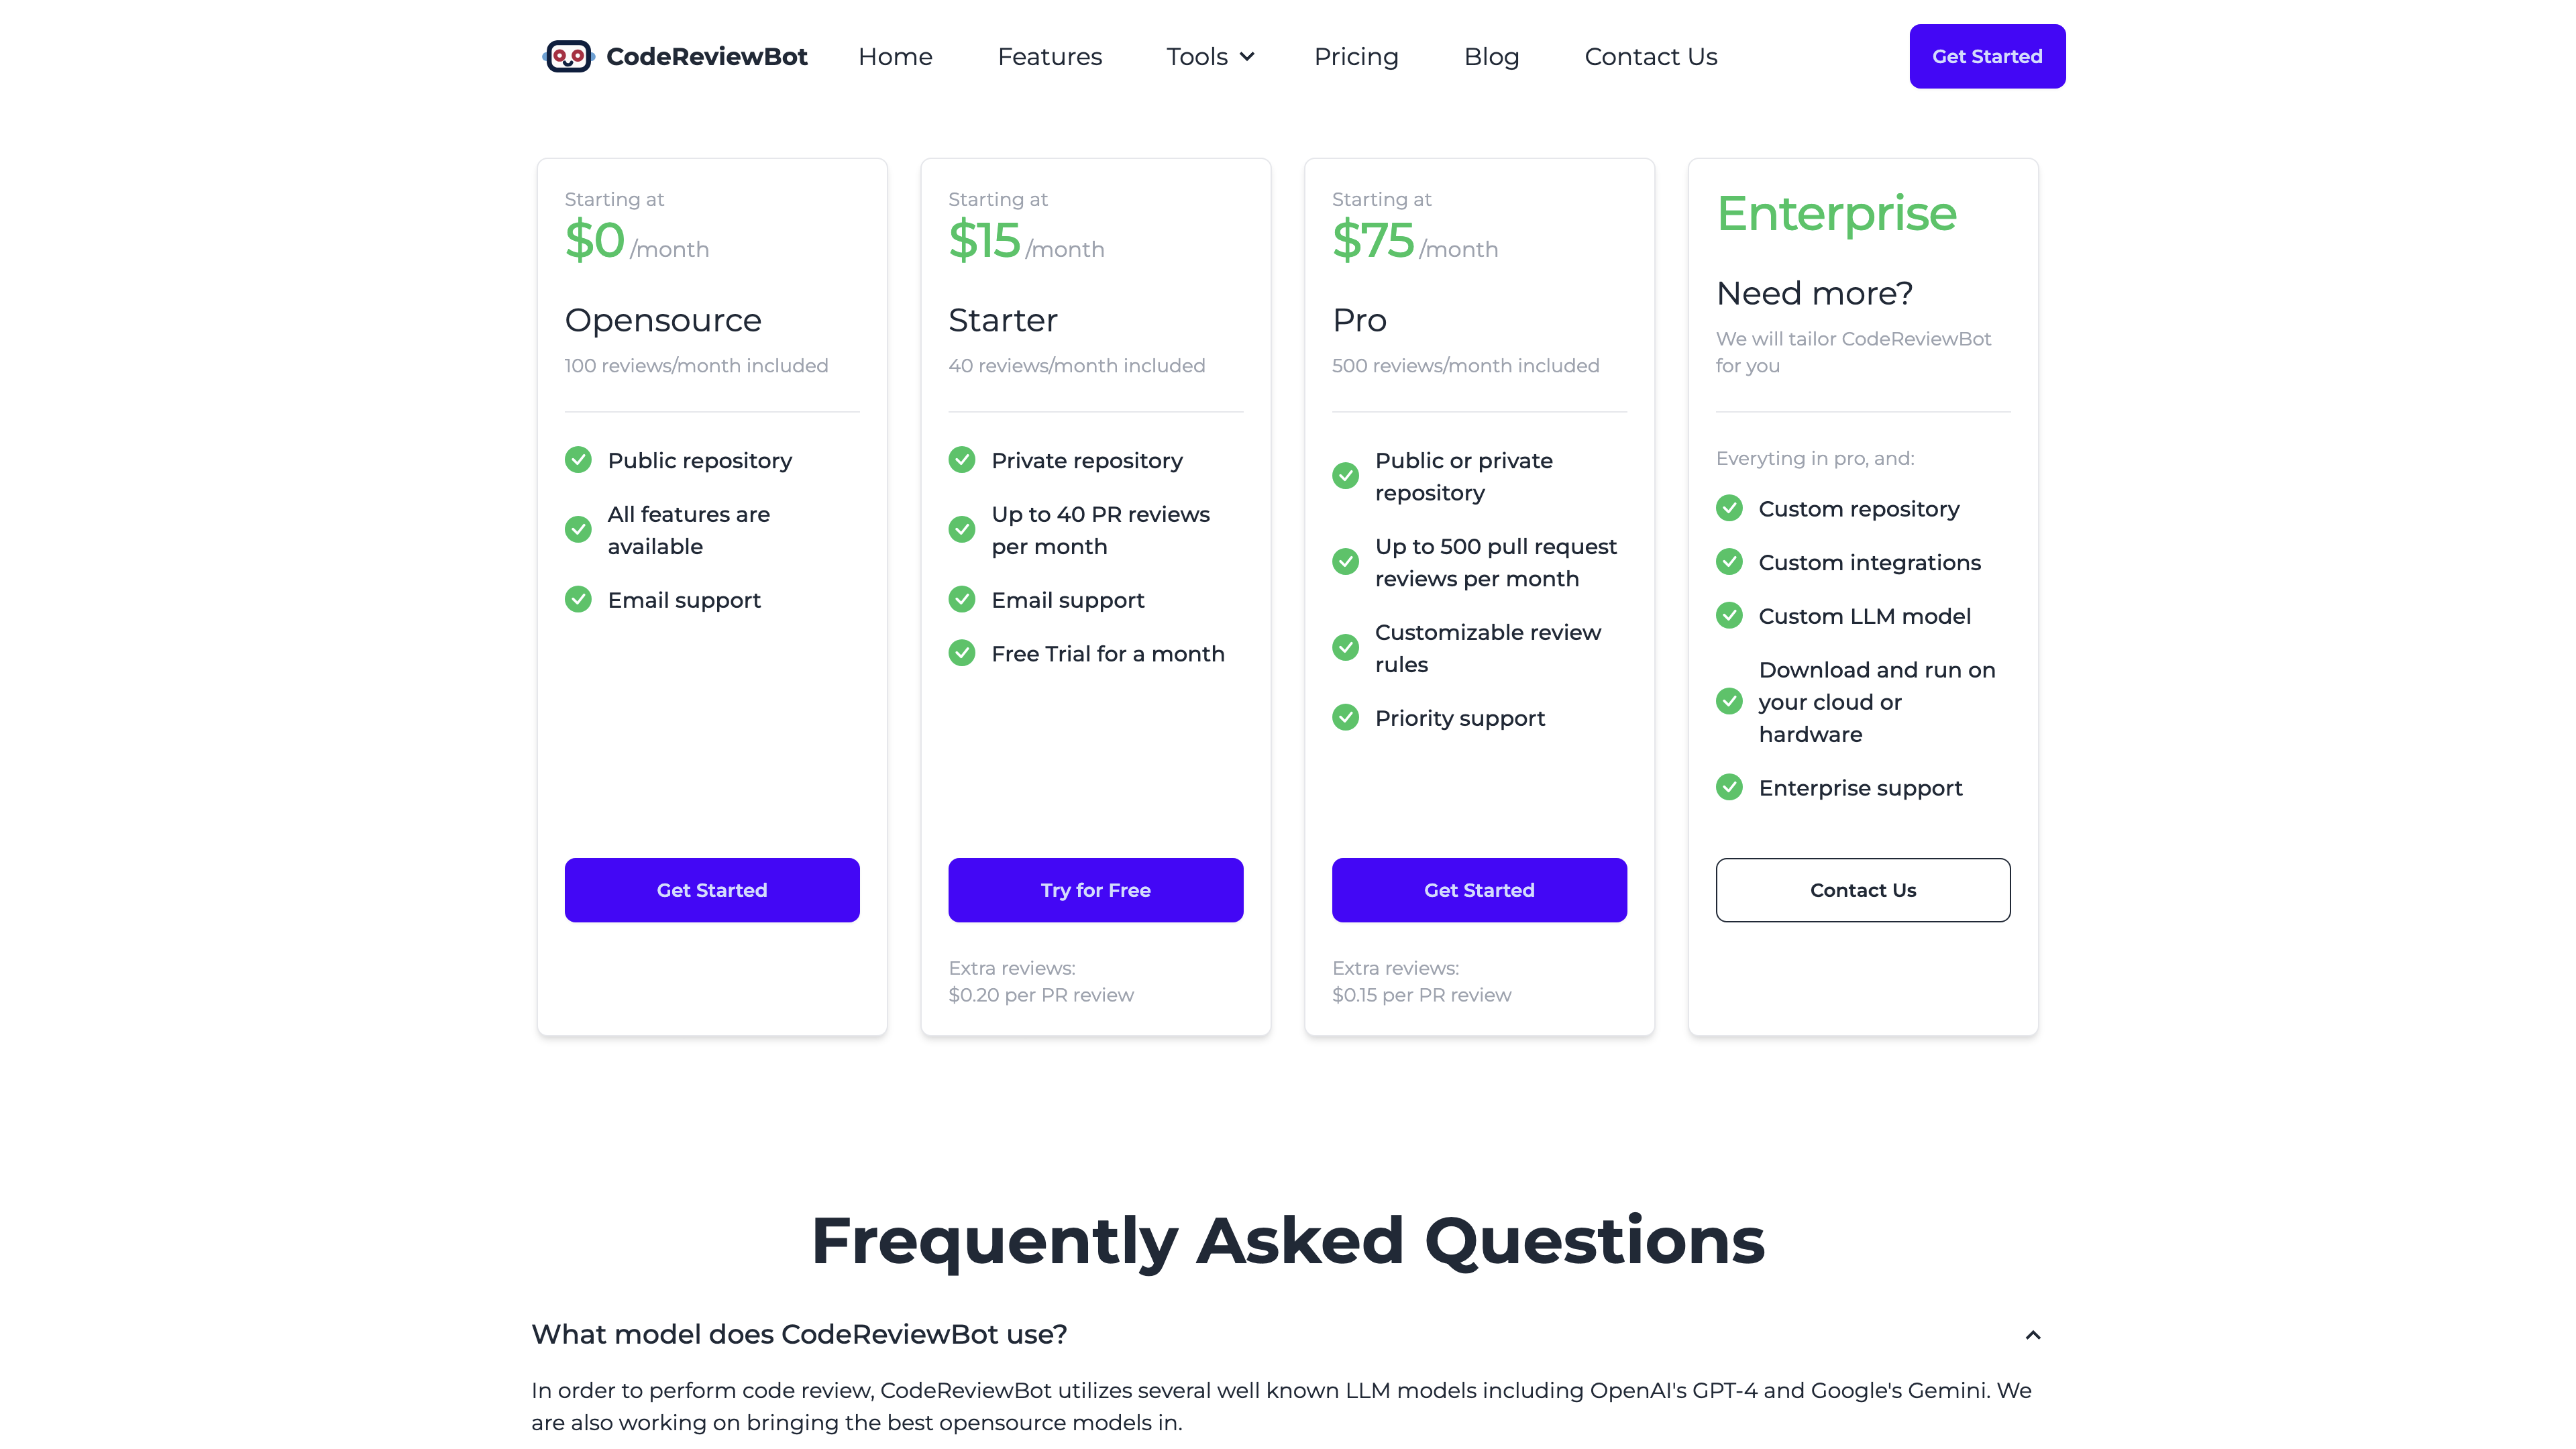 CodeReviewBot
Home
Features
Tools
Pricing
Blog
Contact Us
Get Started
Starting at
$0 /month
Opensource
100 reviews/month included
Public repository
All features are
available
Email support
Get Started
Starting at
$15 /month
Starter
40 reviews/month included
Private repository
Up to 40 PR reviews
per month
Email support
Free Trial for a month
Try for Free
Extra reviews:
$0.20 per PR review
Starting at
$75 /month
Pro
500 reviews/month included
Public or private
repository
Up to 500 pull request
reviews per month
Customizable review
rules
Priority support
Get Started
Extra reviews:
$0.15 per PR review
Enterprise
Need more?
We will tailor CodeReviewBot
for you
Everyting in pro, and:
Custom repository
Custom integrations
Custom LLM model
Download and run on
your cloud or
hardware
Enterprise support
Contact Us
Frequently Asked Questions
What model does CodeReviewBot use?
In order to perform code review, CodeReviewBot utilizes several well known LLM models including OpenAI's GPT-4 and Google's Gemini. We
are also working on bringing the best opensource models in.